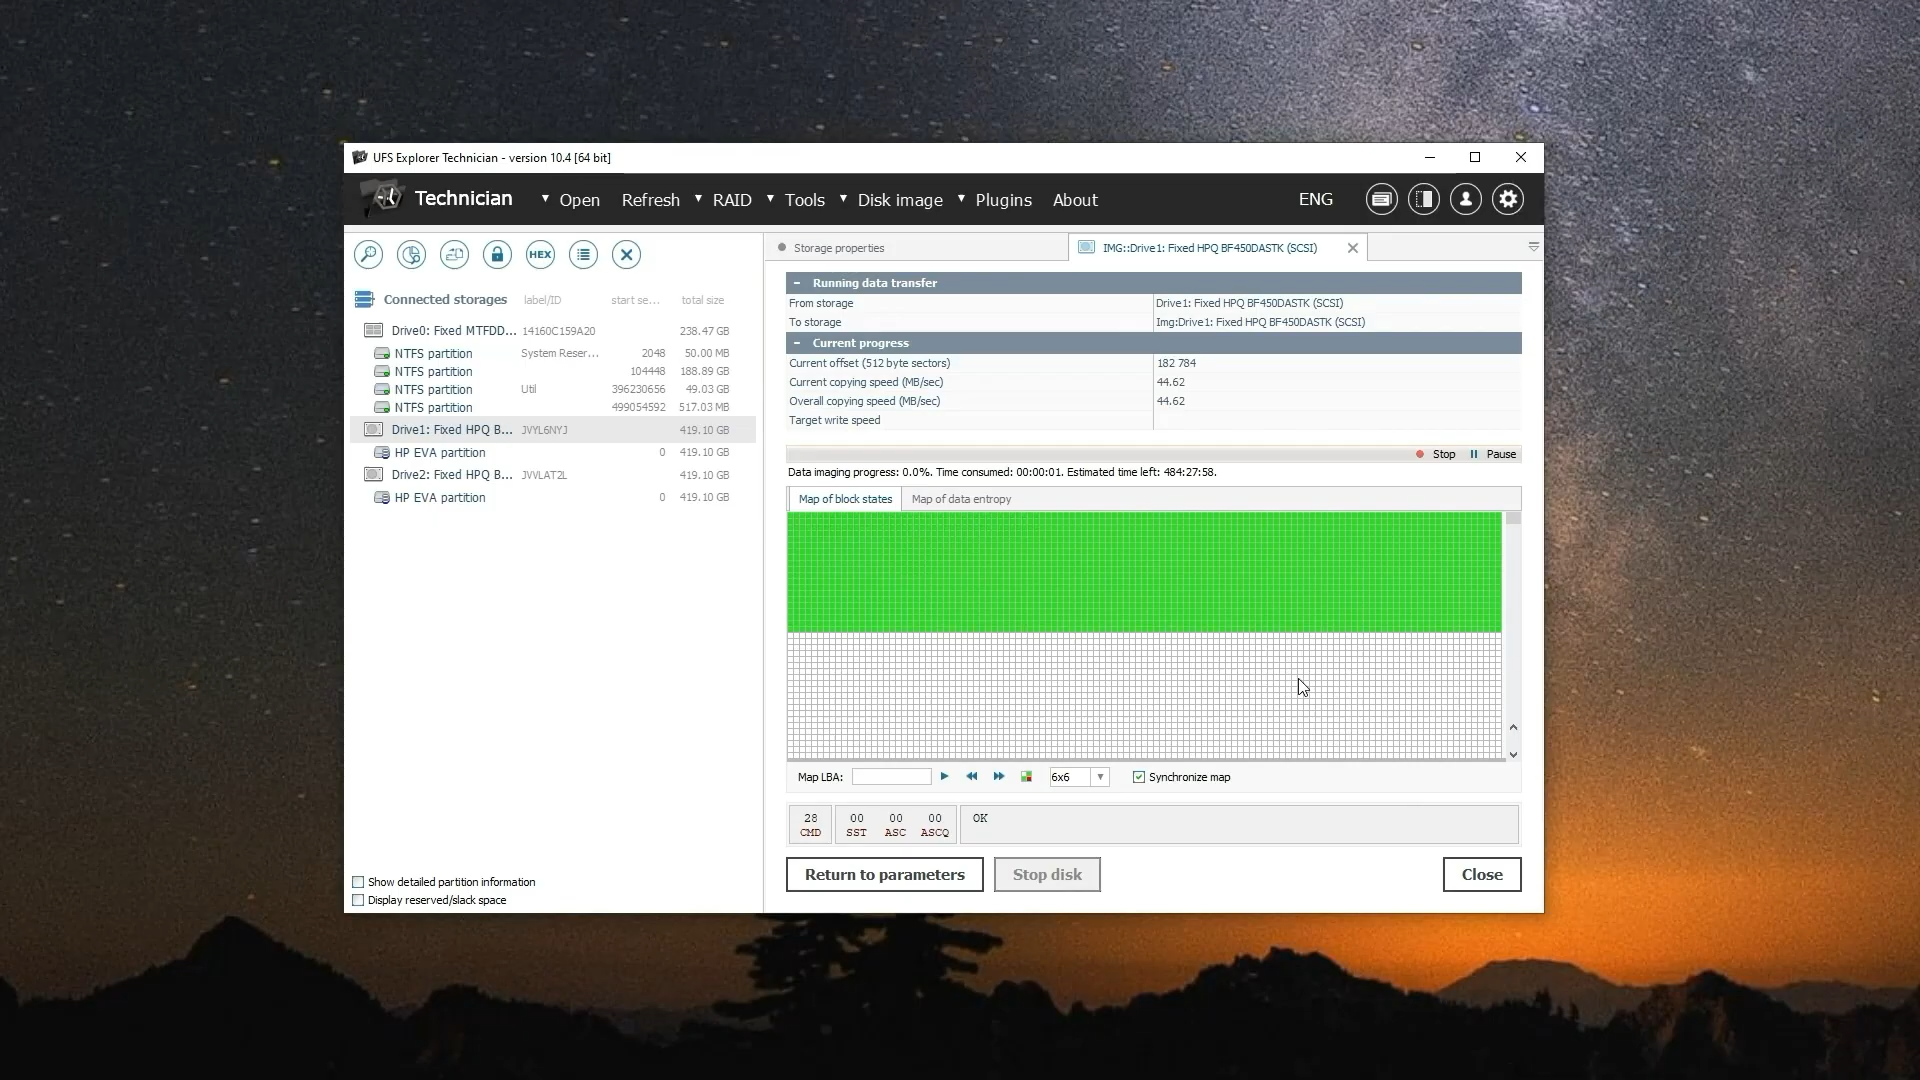 UFS Explorer Technician - version 10.4 [64 bit]
Technician Open Refresh RAID Tools Disk image Plugins About ENG
HEX
Connected storages label/ID start se... total size
Drive0: Fixed MTFDD... 14160C159A20 238.47 GB
NTFS partition System Reser... 2048 50.00 MB
NTFS partition 104448 188.89 GB
NTFS partition Util 396230656 49.03 GB
NTFS partition 499054592 517.03 MB
Drive1: Fixed HPQ B... JVYL6NYJ 419.10 GB
HP EVA partition 0 419.10 GB
Drive2: Fixed HPQ B... JVVLAT2L 419.10 GB
HP EVA partition 0 419.10 GB
Show detailed partition information
Display reserved/slack space
Storage properties
IMG::Drive1: Fixed HPQ BF450DASTK (SCSI)
Running data transfer
From storage Drive1: Fixed HPQ BF450DASTK (SCSI)
To storage Img:Drive1: Fixed HPQ BF450DASTK (SCSI)
Current progress
Current offset (512 byte sectors) 182 784
Current copying speed (MB/sec) 44.62
Overall copying speed (MB/sec) 44.62
Target write speed
Stop Pause
Data imaging progress: 0.0%. Time consumed: 00:00:01. Estimated time left: 484:27:58.
Map of block states Map of data entropy
Map LBA: 6x6 Synchronize map
28 00 00 00 OK
CMD SST ASC ASCQ
Return to parameters Stop disk Close